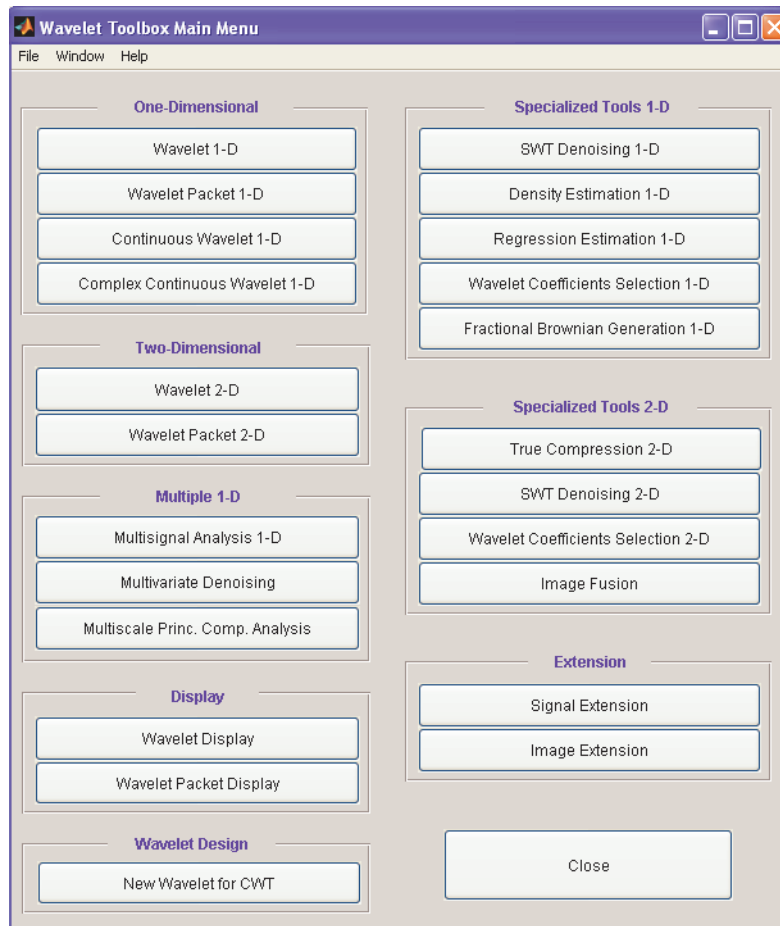 Wavelet Toolbox Main Menu
File Window Help
One-Dimensional
Wavelet 1-D
Wavelet Packet 1-D
Continuous Wavelet 1-D
Complex Continuous Wavelet 1-D
Two-Dimensional
Wavelet 2-D
Wavelet Packet 2-D
Multiple 1-D
Multisignal Analysis 1-D
Multivariate Denoising
Multiscale Princ. Comp. Analysis
Display
Wavelet Display
Wavelet Packet Display
Wavelet Design
New Wavelet for CWT
Specialized Tools 1-D
SWT Denoising 1-D
Density Estimation 1-D
Regression Estimation 1-D
Wavelet Coefficients Selection 1-D
Fractional Brownian Generation 1-D
Specialized Tools 2-D
True Compression 2-D
SWT Denoising 2-D
Wavelet Coefficients Selection 2-D
Image Fusion
Extension
Signal Extension
Image Extension
Close